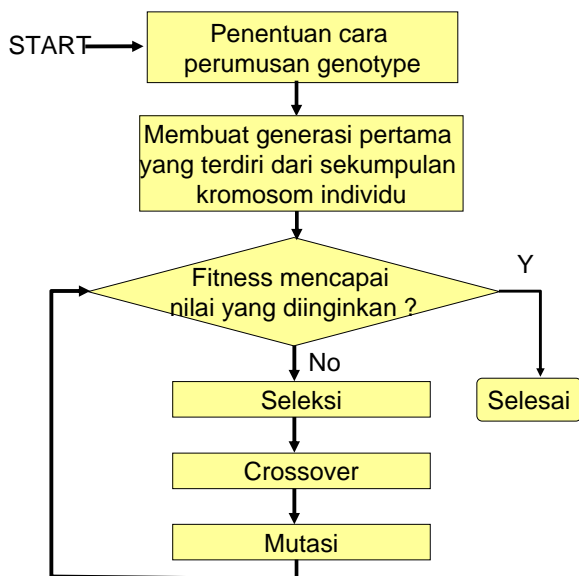 START
Penentuan cara
perumusan genotype
Membuat generasi pertama
yang terdiri dari sekumpulan
kromosom individu
Fitness mencapai
nilai yang diinginkan ?
Y
No
Seleksi
Selesai
Crossover
Mutasi